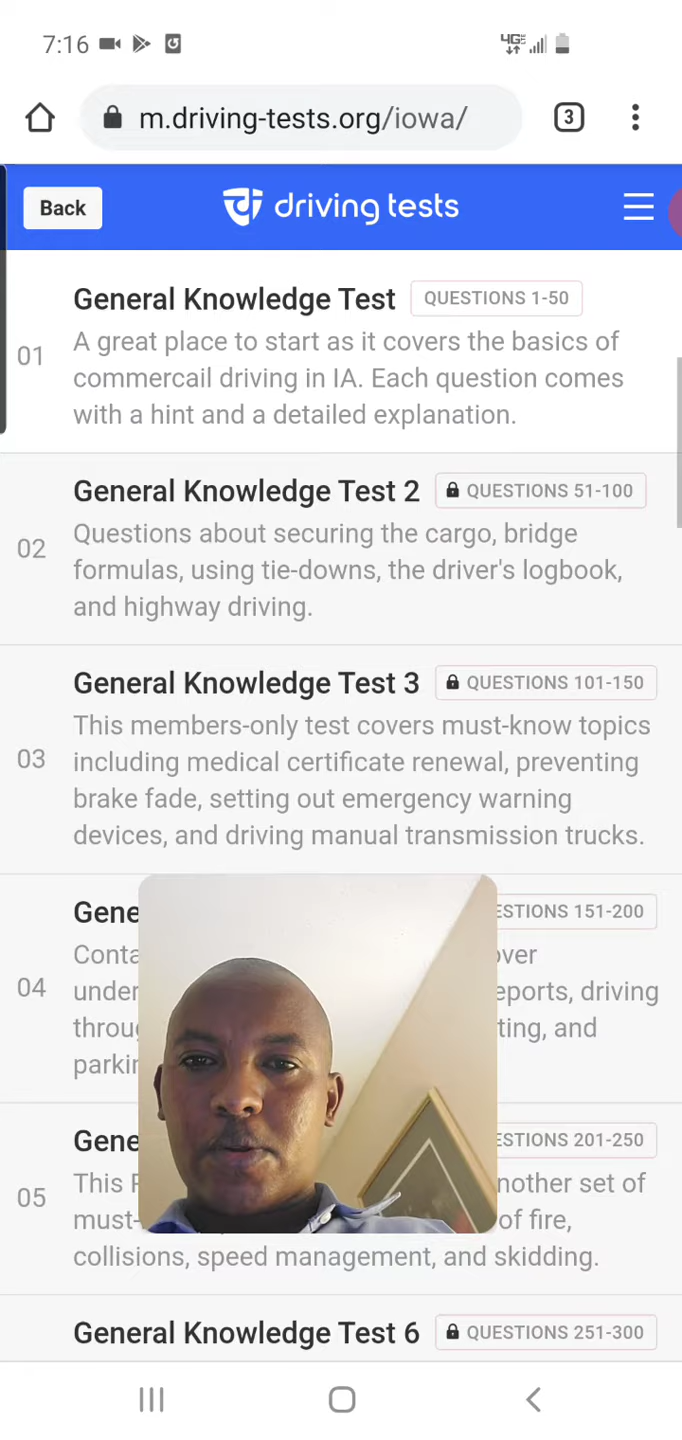 7:16
4GE
m.driving-tests.org/iowa/
3
Back
driving tests
General Knowledge Test QUESTIONS 1-50
01
A great place to start as it covers the basics of
commercail driving in IA. Each question comes
with a hint and a detailed explanation.
General Knowledge Test 2 QUESTIONS 51-100
02
Questions about securing the cargo, bridge
formulas, using tie-downs, the driver's logbook,
and highway driving.
General Knowledge Test 3 QUESTIONS 101-150
03
This members-only test covers must-know topics
including medical certificate renewal, preventing
brake fade, setting out emergency warning
devices, and driving manual transmission trucks.
Gene ESTIONS 151-200
04
Conta over
under eports, driving
throu ting, and
parkin
Gene ESTIONS 201-250
05
This nother set of
must- of fire,
collisions, speed management, and skidding.
General Knowledge Test 6 QUESTIONS 251-300